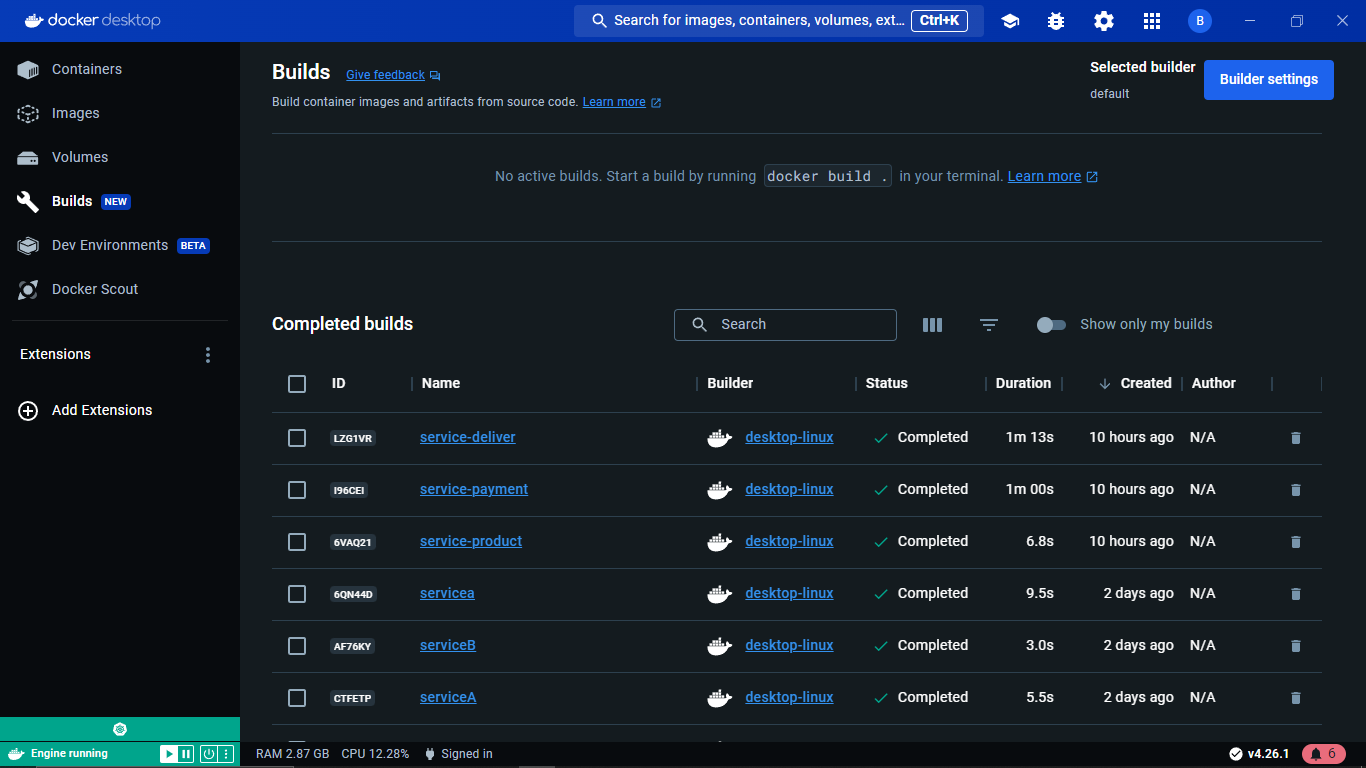 docker desktop
Search for images, containers, volumes, ext... Ctrl+K
B
Containers
Images
Volumes
Builds NEW
Dev Environments BETA
Docker Scout
Extensions
Add Extensions
Builds Give feedback
Build container images and artifacts from source code. Learn more
Selected builder
default
Builder settings
No active builds. Start a build by running docker build . in your terminal. Learn more
Completed builds
Search
Show only my builds
ID Name Builder Status Duration Created Author
LZG1VR service-deliver desktop-linux Completed 1m 13s 10 hours ago N/A
I96CEI service-payment desktop-linux Completed 1m 00s 10 hours ago N/A
6VAQ21 service-product desktop-linux Completed 6.8s 10 hours ago N/A
6QN44D servicea desktop-linux Completed 9.5s 2 days ago N/A
AF76KY serviceB desktop-linux Completed 3.0s 2 days ago N/A
CTFETP serviceA desktop-linux Completed 5.5s 2 days ago N/A
Engine running
RAM 2.87 GB CPU 12.28% Signed in
v4.26.1
6